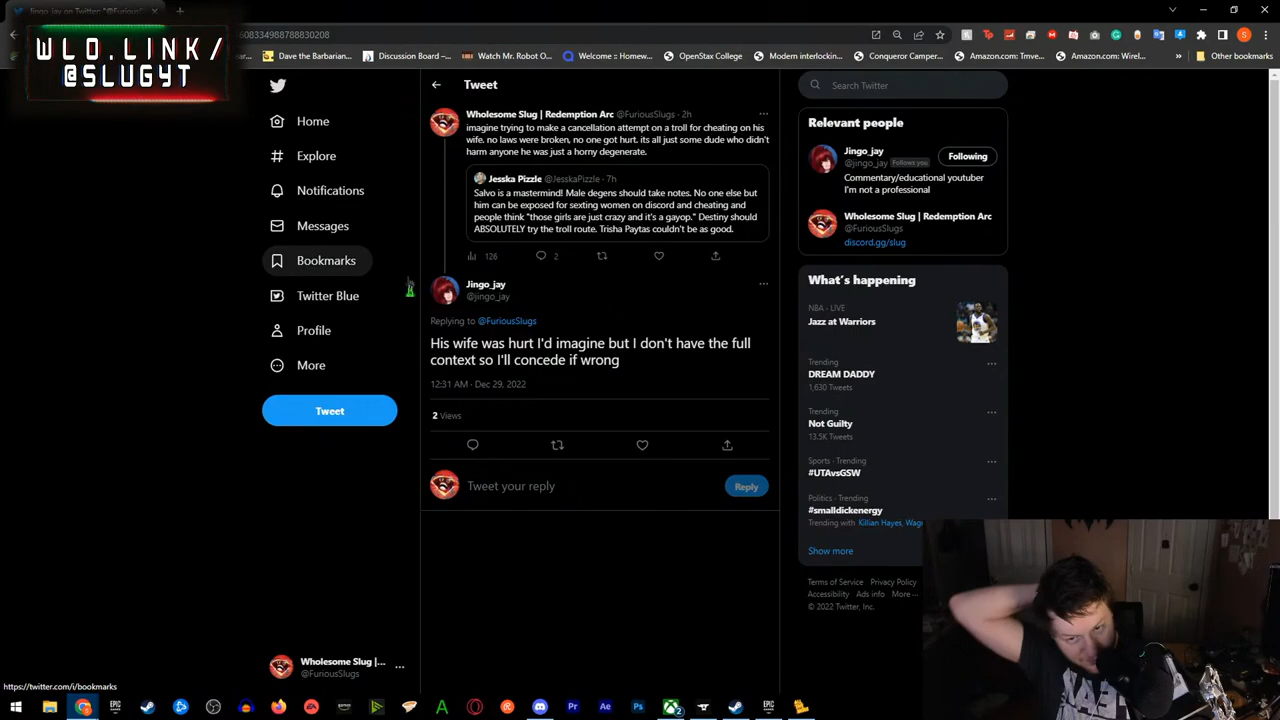 Jingo_jay on Twitter: "@Furious
WLO.LINK/
@SLUGYT
608334988788830208
Dave the Barbarian...
Discussion Board –...
Watch Mr. Robot O...
Welcome :: Homew...
OpenStax College
Modern interlockin...
Conqueror Camper...
Amazon.com: Tmve...
Amazon.com: Wirel...
Other bookmarks
Home
Explore
Notifications
Messages
Bookmarks
Twitter Blue
Profile
More
Tweet
Wholesome Slug |...
@FuriousSlugs
https://twitter.com/i/bookmarks
Tweet
Wholesome Slug | Redemption Arc @FuriousSlugs · 2h
imagine trying to make a cancellation attempt on a troll for cheating on his
wife. no laws were broken, no one got hurt. its all just some dude who didn't
harm anyone he was just a horny degenerate.
Jesska Pizzle @JesskaPizzle · 7h
Salvo is a mastermind! Male degens should take notes. No one else but
him can be exposed for sexting women on discord and cheating and
people think "those girls are just crazy and it's a gayop." Destiny should
ABSOLUTELY try the troll route. Trisha Paytas couldn't be as good.
126
2
Jingo_jay
@jingo_jay
Replying to @FuriousSlugs
His wife was hurt I'd imagine but I don't have the full
context so I'll concede if wrong
12:31 AM · Dec 29, 2022
2 Views
Tweet your reply
Reply
Search Twitter
Relevant people
Jingo_jay
@jingo_jay Follows you
Following
Commentary/educational youtuber
I'm not a professional
Wholesome Slug | Redemption Arc
@FuriousSlugs
discord.gg/slug
What's happening
NBA · LIVE
Jazz at Warriors
Trending
DREAM DADDY
1,630 Tweets
Trending
Not Guilty
13.5K Tweets
Sports · Trending
#UTAvsGSW
Politics · Trending
#smalldickenergy
Trending with Killian Hayes, Wag
Show more
Terms of Service Privacy Policy
Accessibility Ads info More ···
© 2022 Twitter, Inc.